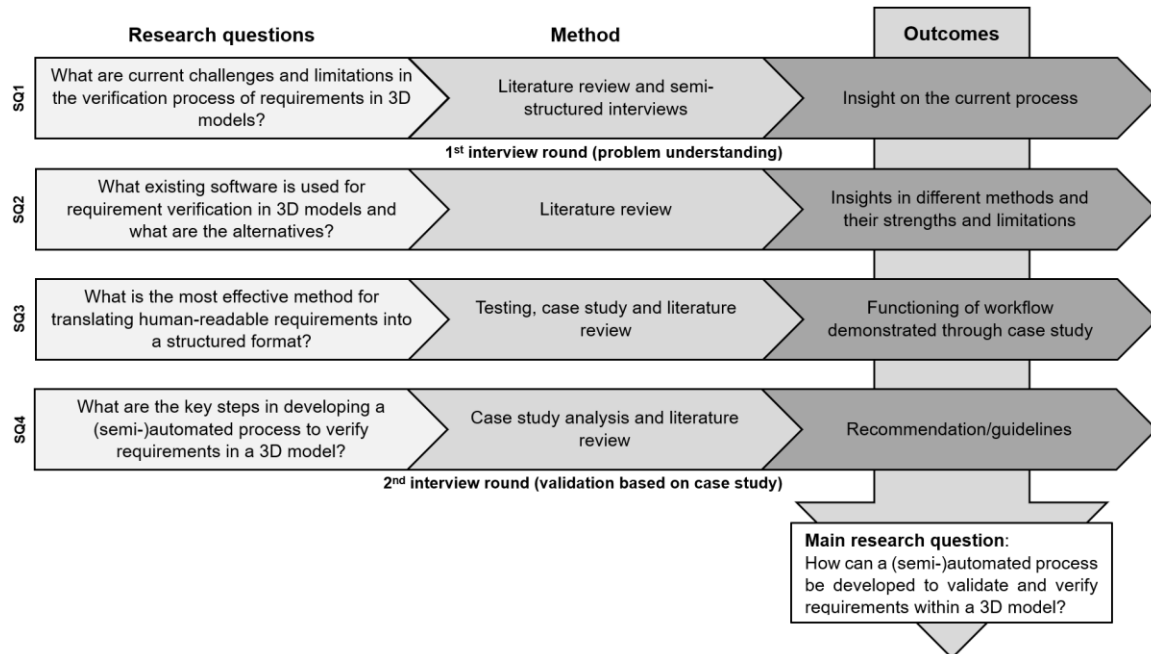 Research questions
Method
Outcomes
SQ1
What are current challenges and limitations in
the verification process of requirements in 3D
models?
Literature review and semi-
structured interviews
Insight on the current process
1st interview round (problem understanding)
SQ2
What existing software is used for
requirement verification in 3D models and
what are the alternatives?
Literature review
Insights in different methods and
their strengths and limitations
SQ3
What is the most effective method for
translating human-readable requirements into
a structured format?
Testing, case study and literature
review
Functioning of workflow
demonstrated through case study
SQ4
What are the key steps in developing a
(semi-)automated process to verify
requirements in a 3D model?
Case study analysis and literature
review
Recommendation/guidelines
2nd interview round (validation based on case study)
Main research question:
How can a (semi-)automated process
be developed to validate and verify
requirements within a 3D model?